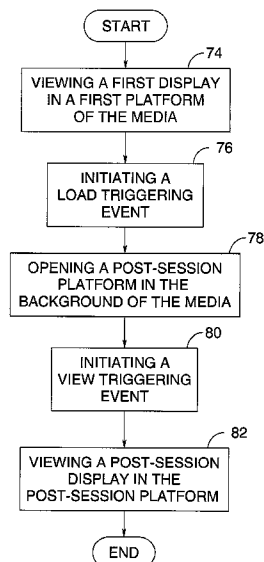 START
74
VIEWING A FIRST DISPLAY
IN A FIRST PLATFORM
OF THE MEDIA
76
INITIATING A
LOAD TRIGGERING
EVENT
78
OPENING A POST-SESSION
PLATFORM IN THE
BACKGROUND OF THE MEDIA
80
INITIATING A
VIEW TRIGGERING
EVENT
82
VIEWING A POST-SESSION
DISPLAY IN THE
POST-SESSION PLATFORM
END